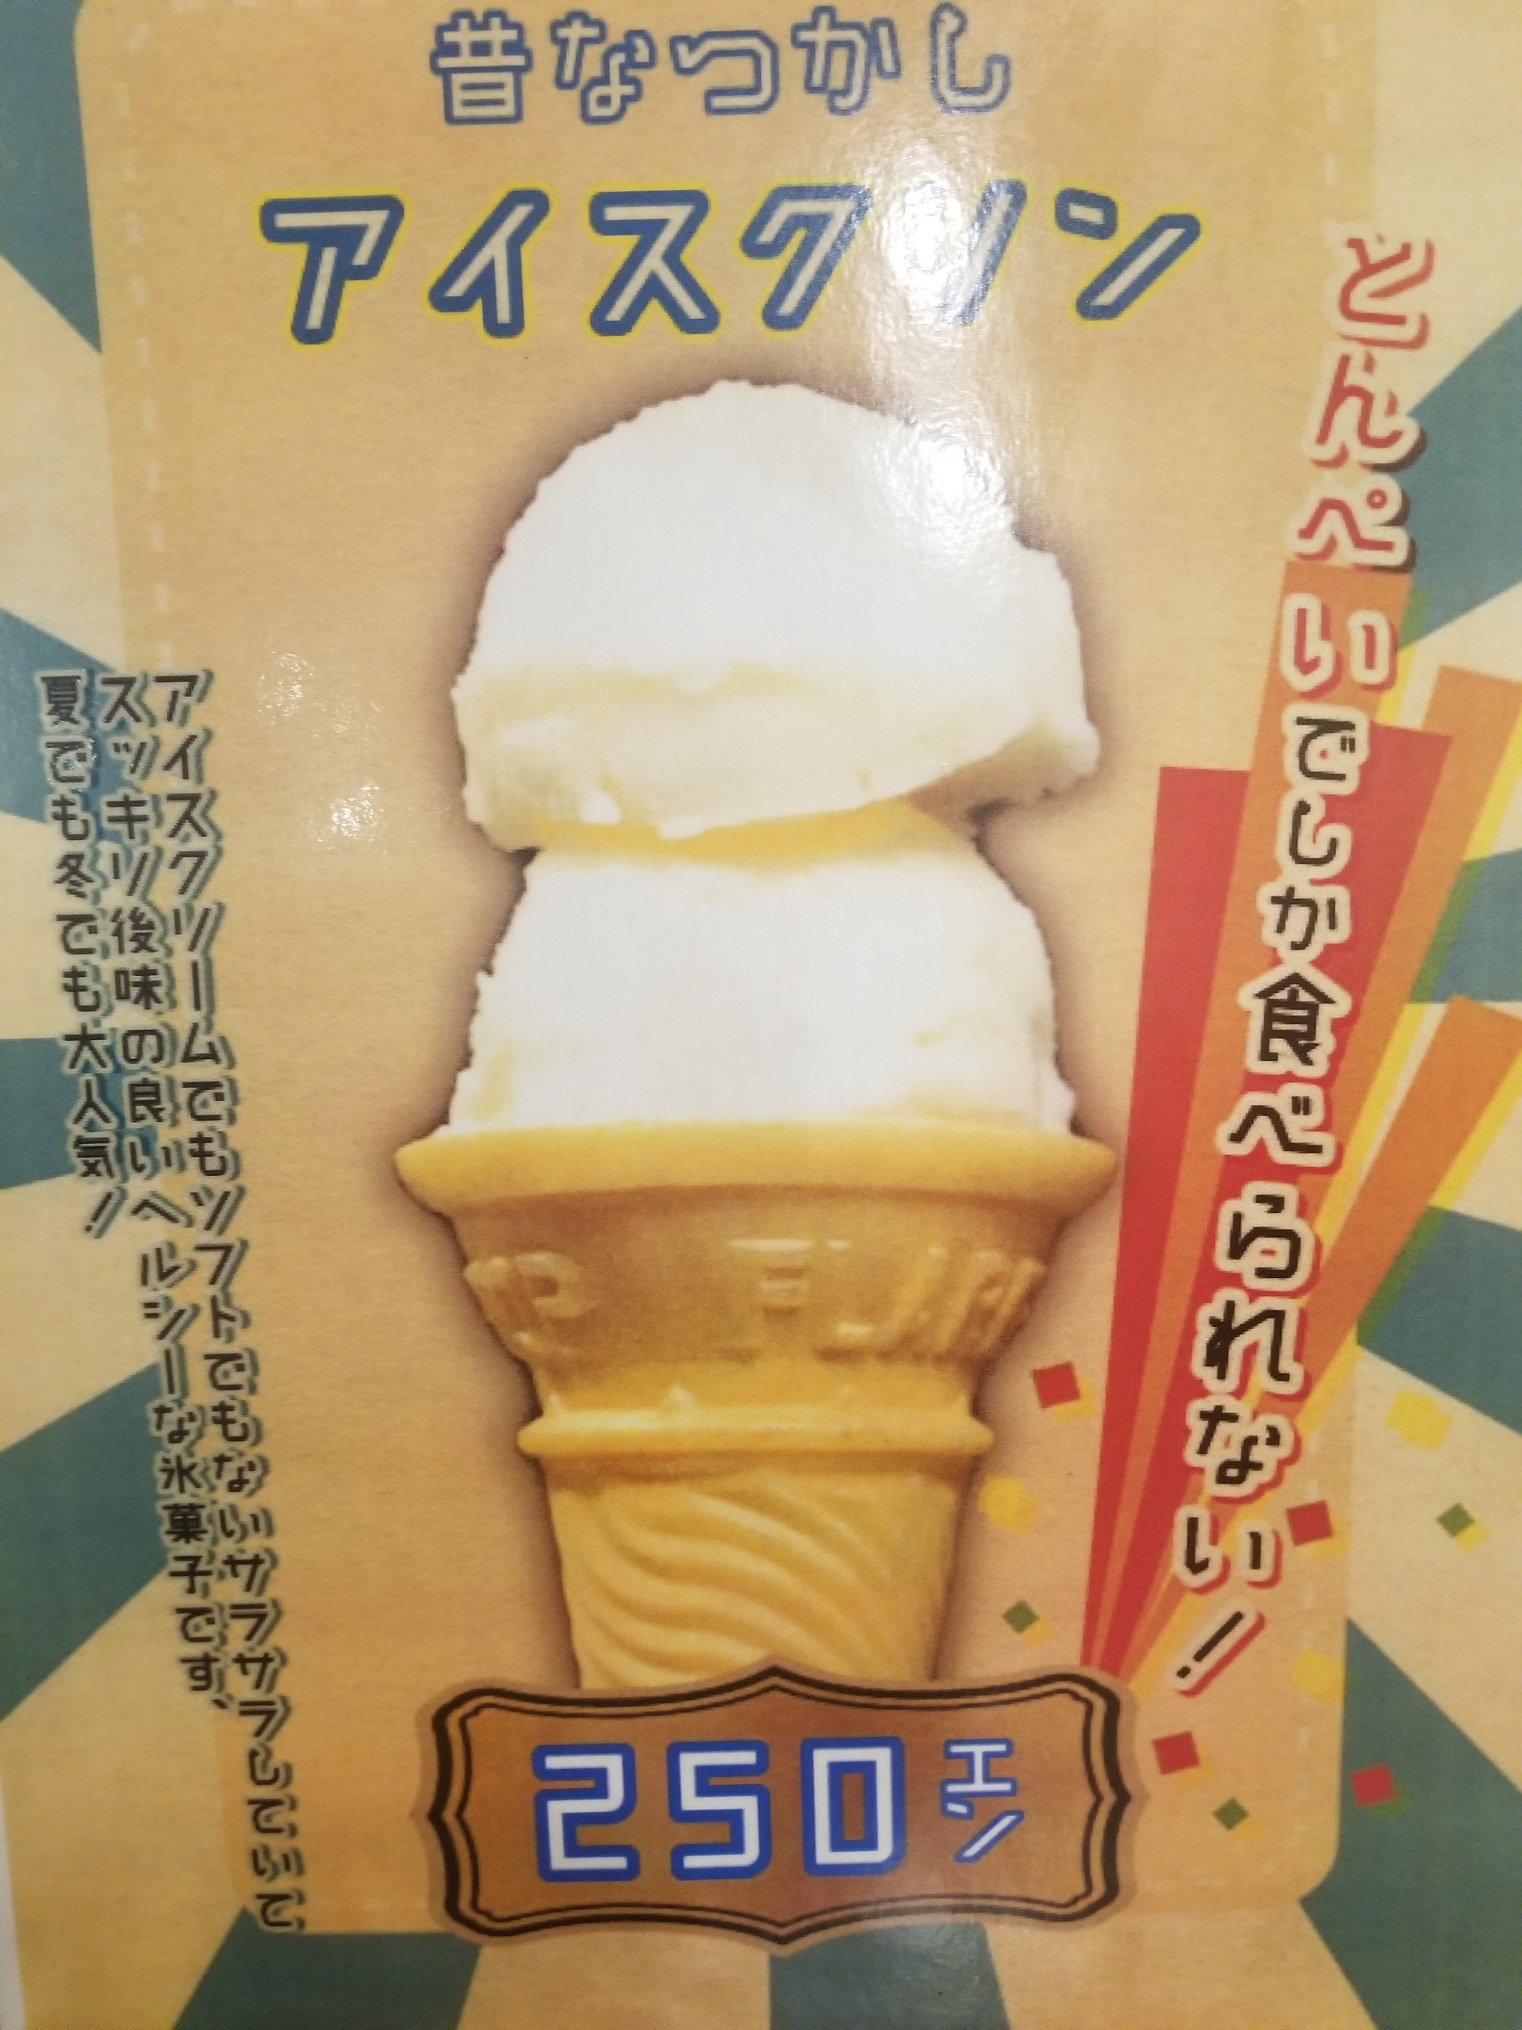 昔なつかし
アイスクリン
とんぺいでしか食べられない!
アイスクリームでもソフトでもないサラサラしていて
スッキリ後味の良いヘルシーな氷菓子です、
夏でも冬でも大人気!
250エン